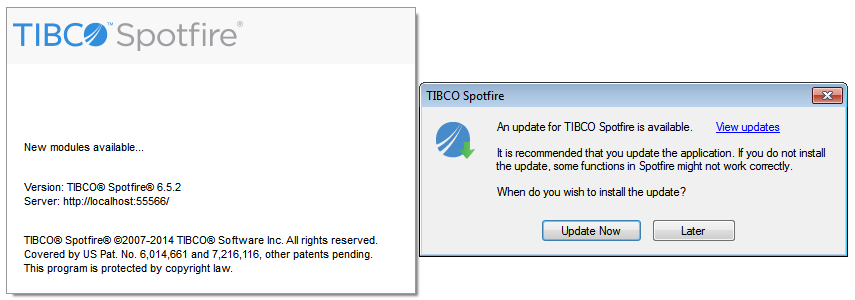 TIBCO™ Spotfire®
New modules available...
Version: TIBCO® Spotfire® 6.5.2
Server: http://localhost:55566/
TIBCO® Spotfire® ©2007-2014 TIBCO® Software Inc. All rights reserved.
Covered by US Pat. No. 6,014,661 and 7,216,116, other patents pending.
This program is protected by copyright law.
TIBCO Spotfire
An update for TIBCO Spotfire is available. View updates
It is recommended that you update the application. If you do not install
the update, some functions in Spotfire might not work correctly.
When do you wish to install the update?
Update Now
Later